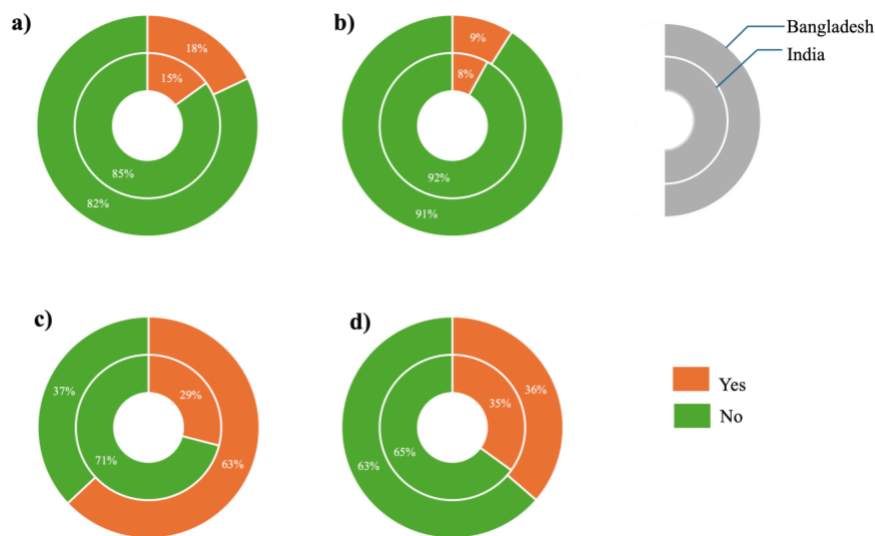 a)
18%
15%
85%
82%
b)
9%
8%
92%
91%
Bangladesh
India
c)
37%
29%
71%
63%
d)
36%
35%
65%
63%
Yes
No